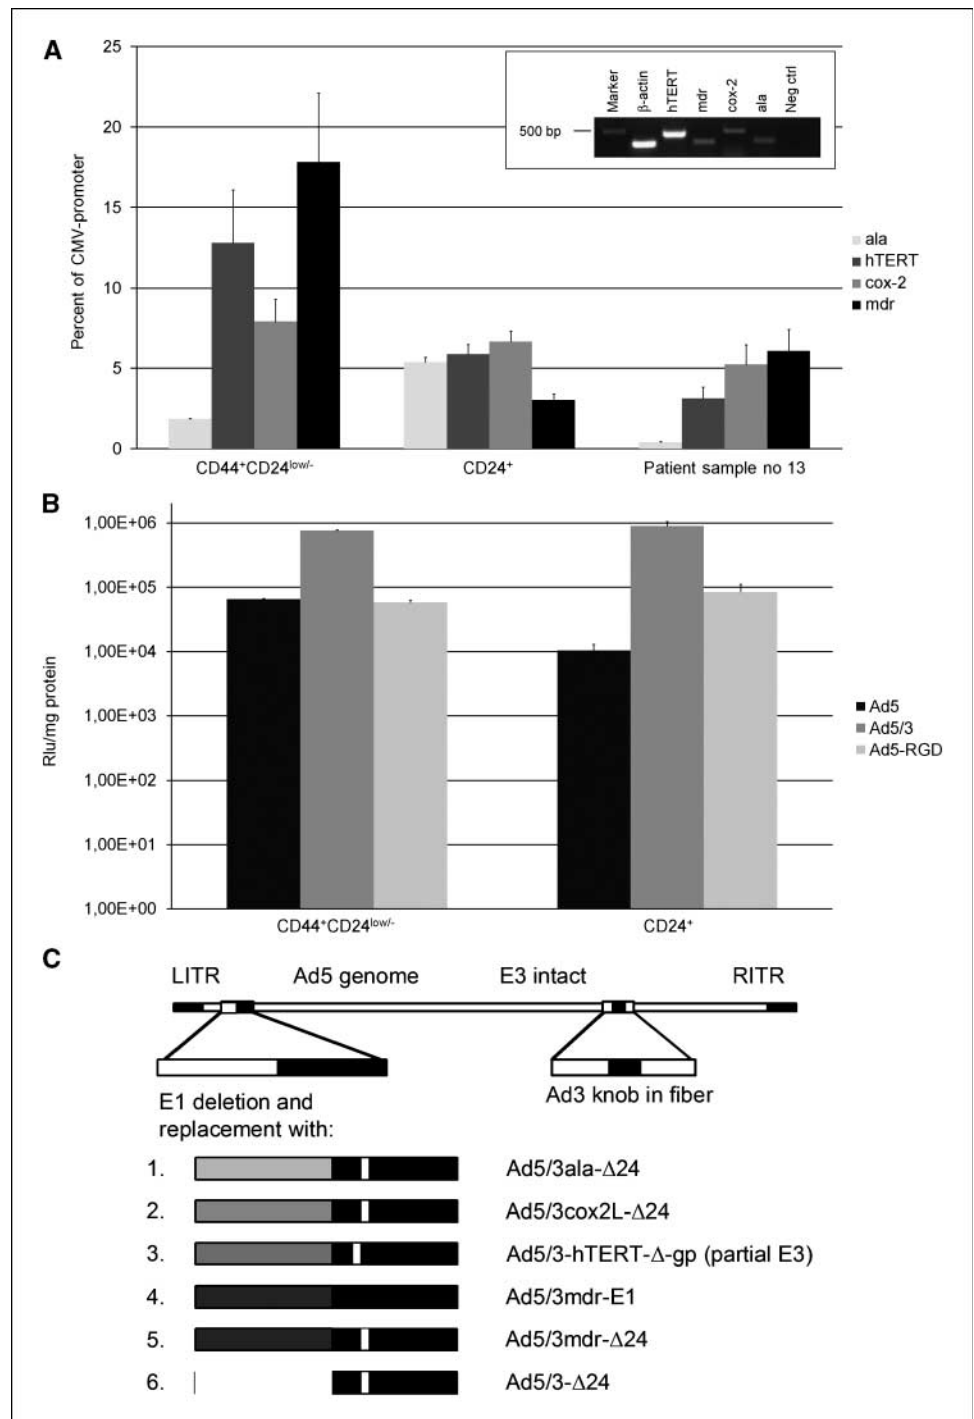 A
25
20
15
10
5
0
Percent of CMV-promoter
Marker
β-actin
hTERT
mdr
cox-2
ala
Neg ctrl
500 bp
ala
hTERT
cox-2
mdr
CD44⁺CD24ˡᵒʷ/⁻
CD24⁺
Patient sample no 13
B
1,00E+06
1,00E+05
1,00E+04
1,00E+03
1,00E+02
1,00E+01
1,00E+00
Rlu/mg protein
Ad5
Ad5/3
Ad5-RGD
CD44⁺CD24ˡᵒʷ/⁻
CD24⁺
C
LITR Ad5 genome E3 intact RITR
E1 deletion and
replacement with:
Ad3 knob in fiber
1. Ad5/3ala-Δ24
2. Ad5/3cox2L-Δ24
3. Ad5/3-hTERT-Δ-gp (partial E3)
4. Ad5/3mdr-E1
5. Ad5/3mdr-Δ24
6. Ad5/3-Δ24